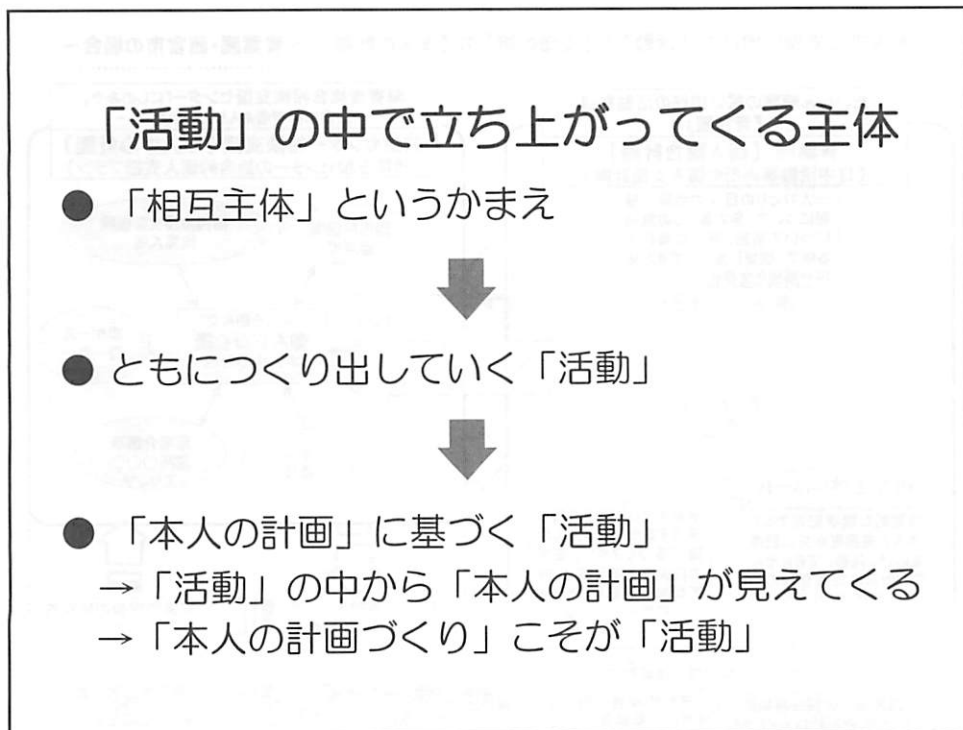 「活動」の中で立ち上がってくる主体
●「相互主体」というかまえ
●ともにつくり出していく「活動」
●「本人の計画」に基づく「活動」
→「活動」の中から「本人の計画」が見えてくる
→「本人の計画づくり」こそが「活動」